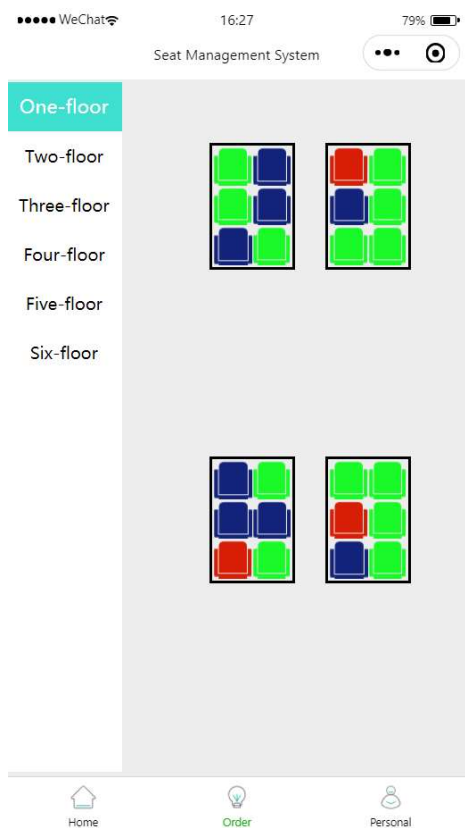 WeChat 16:27 79%
Seat Management System
One-floor
Two-floor
Three-floor
Four-floor
Five-floor
Six-floor
Home Order Personal